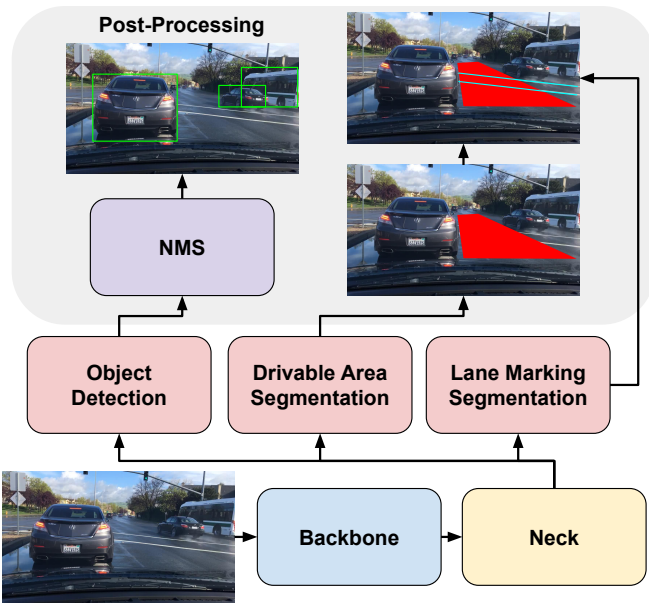 Post-Processing
NMS
Object
Detection
Drivable Area
Segmentation
Lane Marking
Segmentation
Backbone
Neck